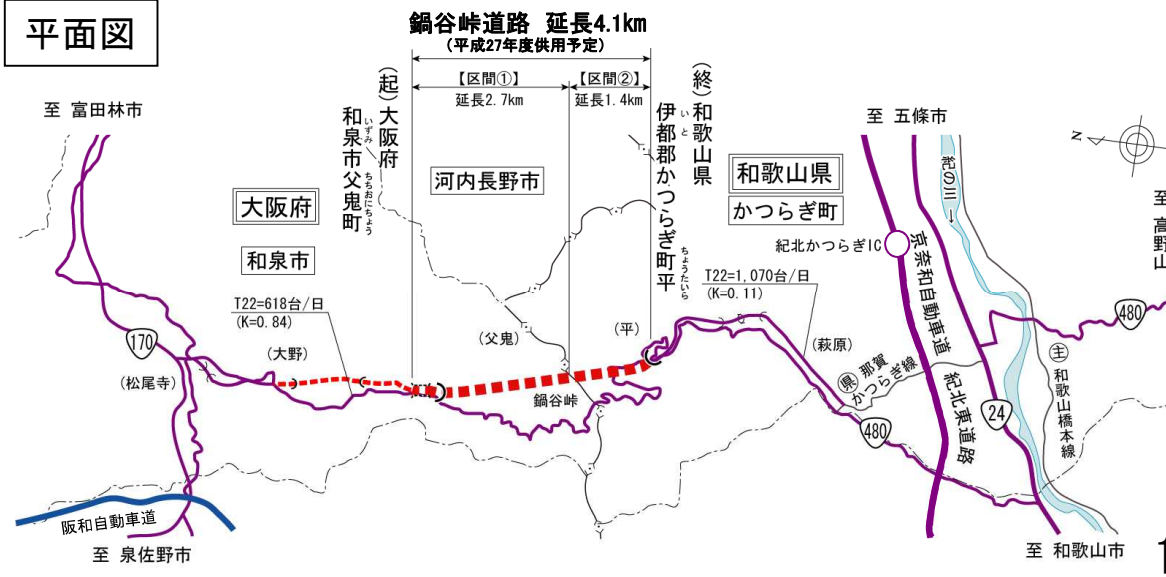 平面図
鍋谷峠道路 延長4.1km
(平成27年度供用予定)
【区間①】
延長2.7km
【区間②】
延長1.4km
(起)大阪府
和泉市父鬼町
いずみ
ちちおにちょう
(終)和歌山県
伊都郡かつらぎ町平
いと
ちょうたいら
至 富田林市
至 五條市
N
紀の川→
至 高野山
大阪府
和泉市
河内長野市
和歌山県
かつらぎ町
紀北かつらぎIC
京奈和自動車道
紀北東道路
T22=618台/日
(K=0.84)
T22=1,070台/日
(K=0.11)
480
170
(大野)
(父鬼)
(平)
(萩原)
(松尾寺)
鍋谷峠
県 那賀
かつらぎ線
主 和歌山橋本線
24
480
阪和自動車道
至 泉佐野市
至 和歌山市
1